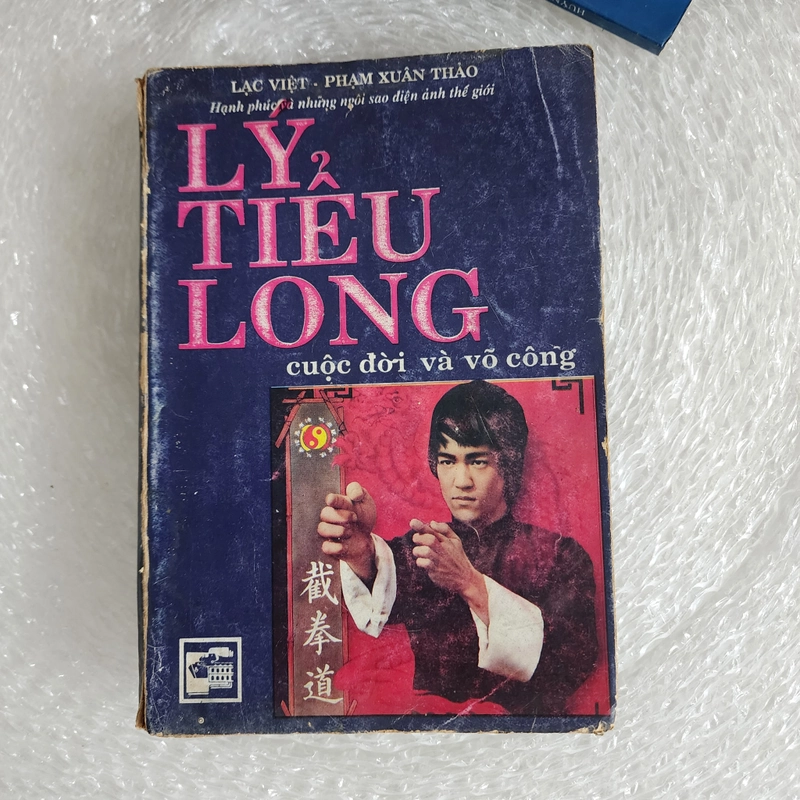 LẠC VIỆT - PHẠM XUÂN THẢO
Hạnh phúc và những ngôi sao điện ảnh thế giới
LÝ
TIỂU
LONG
cuộc đời và võ công
截
拳
道